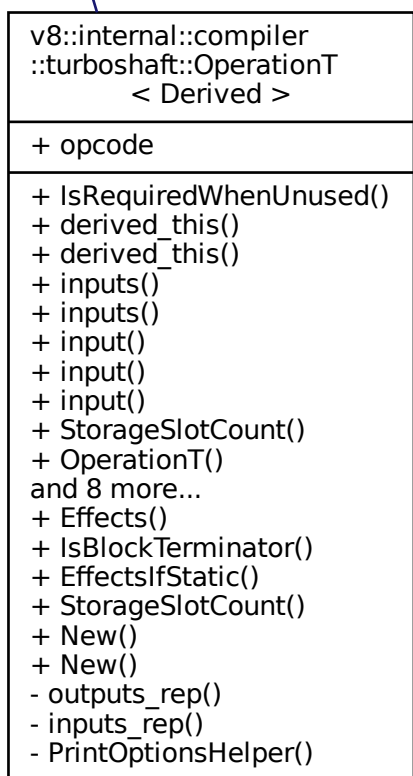 v8::internal::compiler
::turboshaft::OperationT
< Derived >
+ opcode
+ IsRequiredWhenUnused()
+ derived_this()
+ derived_this()
+ inputs()
+ inputs()
+ input()
+ input()
+ input()
+ StorageSlotCount()
+ OperationT()
and 8 more...
+ Effects()
+ IsBlockTerminator()
+ EffectsIfStatic()
+ StorageSlotCount()
+ New()
+ New()
- outputs_rep()
- inputs_rep()
- PrintOptionsHelper()